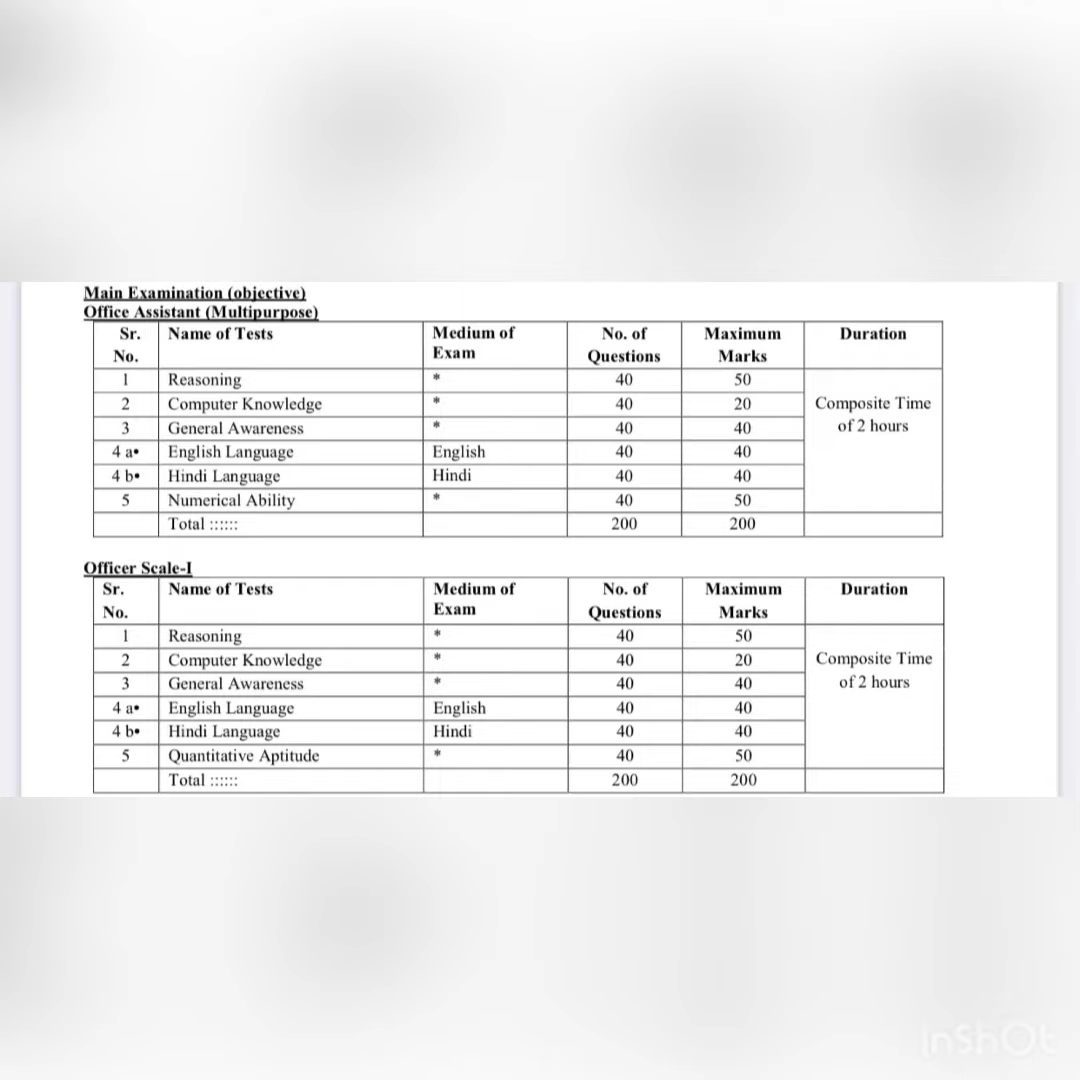 Main Examination (objective)
Office Assistant (Multipurpose)
Sr. No. Name of Tests Medium of Exam No. of Questions Maximum Marks Duration
1 Reasoning * 40 50 Composite Time of 2 hours
2 Computer Knowledge * 40 20
3 General Awareness * 40 40
4 a• English Language English 40 40
4 b• Hindi Language Hindi 40 40
5 Numerical Ability * 40 50
Total :::::: 200 200
Officer Scale-I
Sr. No. Name of Tests Medium of Exam No. of Questions Maximum Marks Duration
1 Reasoning * 40 50 Composite Time of 2 hours
2 Computer Knowledge * 40 20
3 General Awareness * 40 40
4 a• English Language English 40 40
4 b• Hindi Language Hindi 40 40
5 Quantitative Aptitude * 40 50
Total :::::: 200 200
InShOt